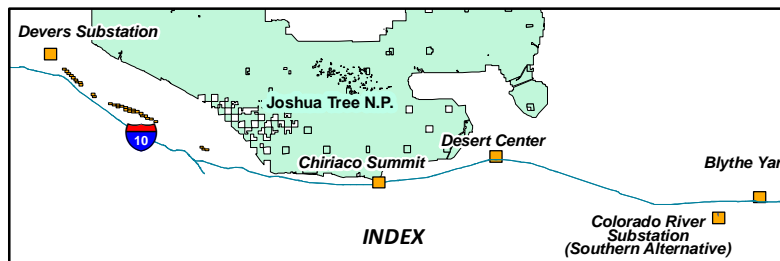 Devers Substation
Joshua Tree N.P.
10
Desert Center
Chiriaco Summit
Blythe Yar
Colorado River
Substation
(Southern Alternative)
INDEX